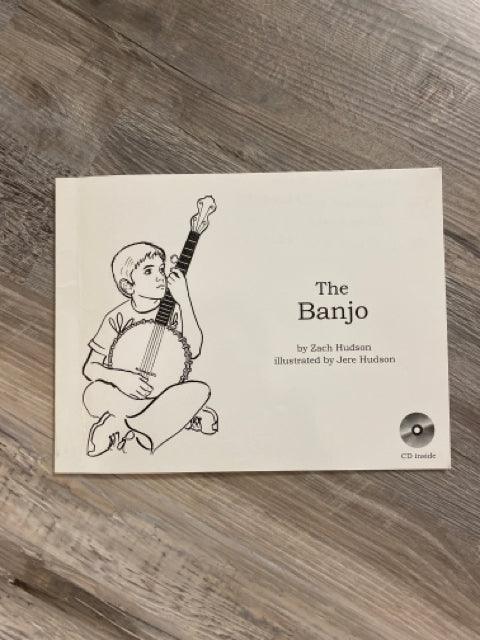 The
Banjo
by Zach Hudson
illustrated by Jere Hudson
CD inside